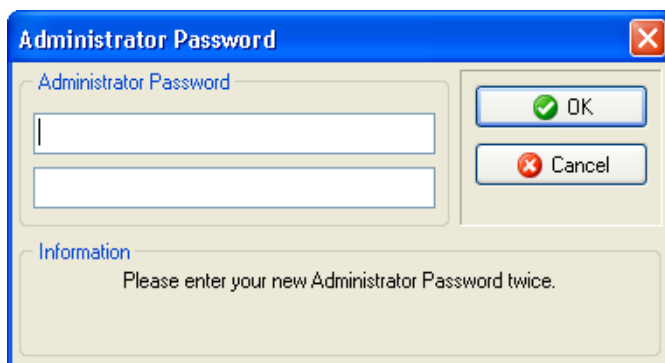 Administrator Password
Administrator Password
OK
Cancel
Information
Please enter your new Administrator Password twice.